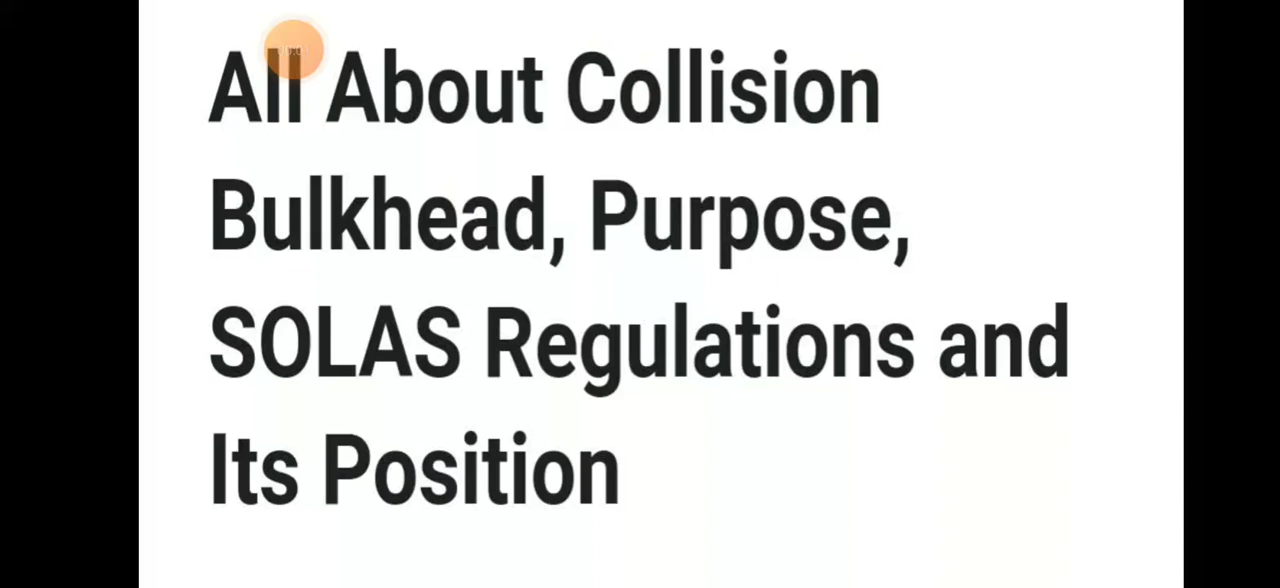 All About Collision
Bulkhead, Purpose,
SOLAS Regulations and
Its Position